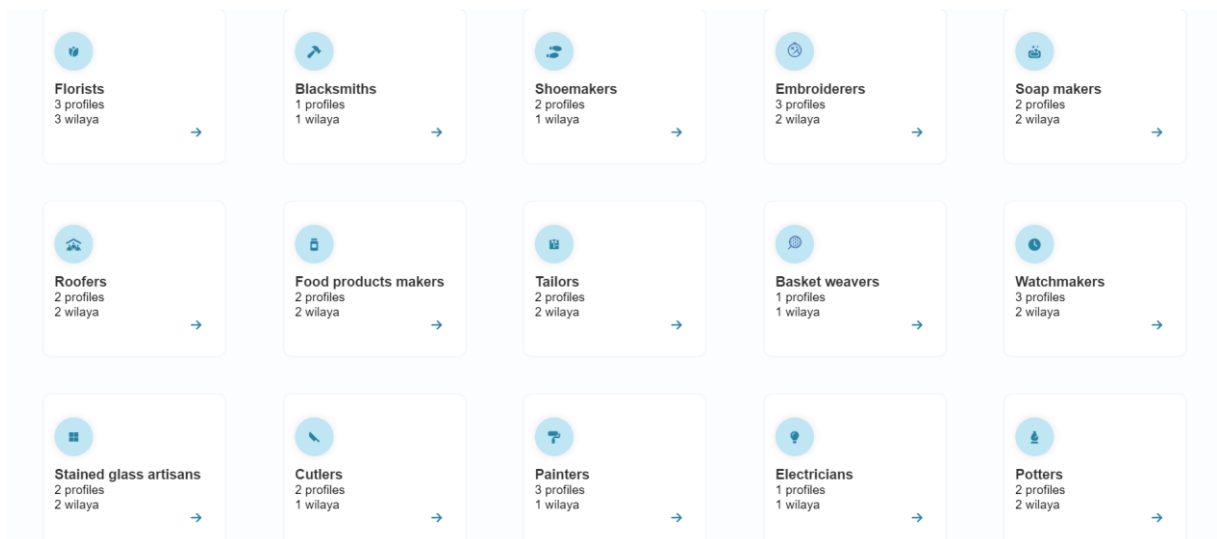 Florists
3 profiles
3 wilaya
Blacksmiths
1 profiles
1 wilaya
Shoemakers
2 profiles
1 wilaya
Embroiderers
3 profiles
2 wilaya
Soap makers
2 profiles
2 wilaya
Roofers
2 profiles
2 wilaya
Food products makers
2 profiles
2 wilaya
Tailors
2 profiles
2 wilaya
Basket weavers
1 profiles
1 wilaya
Watchmakers
3 profiles
2 wilaya
Stained glass artisans
2 profiles
2 wilaya
Cutlers
2 profiles
1 wilaya
Painters
3 profiles
1 wilaya
Electricians
1 profiles
1 wilaya
Potters
2 profiles
2 wilaya